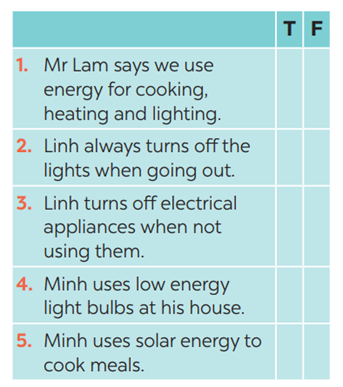 T F
1. Mr Lam says we use
energy for cooking,
heating and lighting.
2. Linh always turns off the
lights when going out.
3. Linh turns off electrical
appliances when not
using them.
4. Minh uses low energy
light bulbs at his house.
5. Minh uses solar energy to
cook meals.